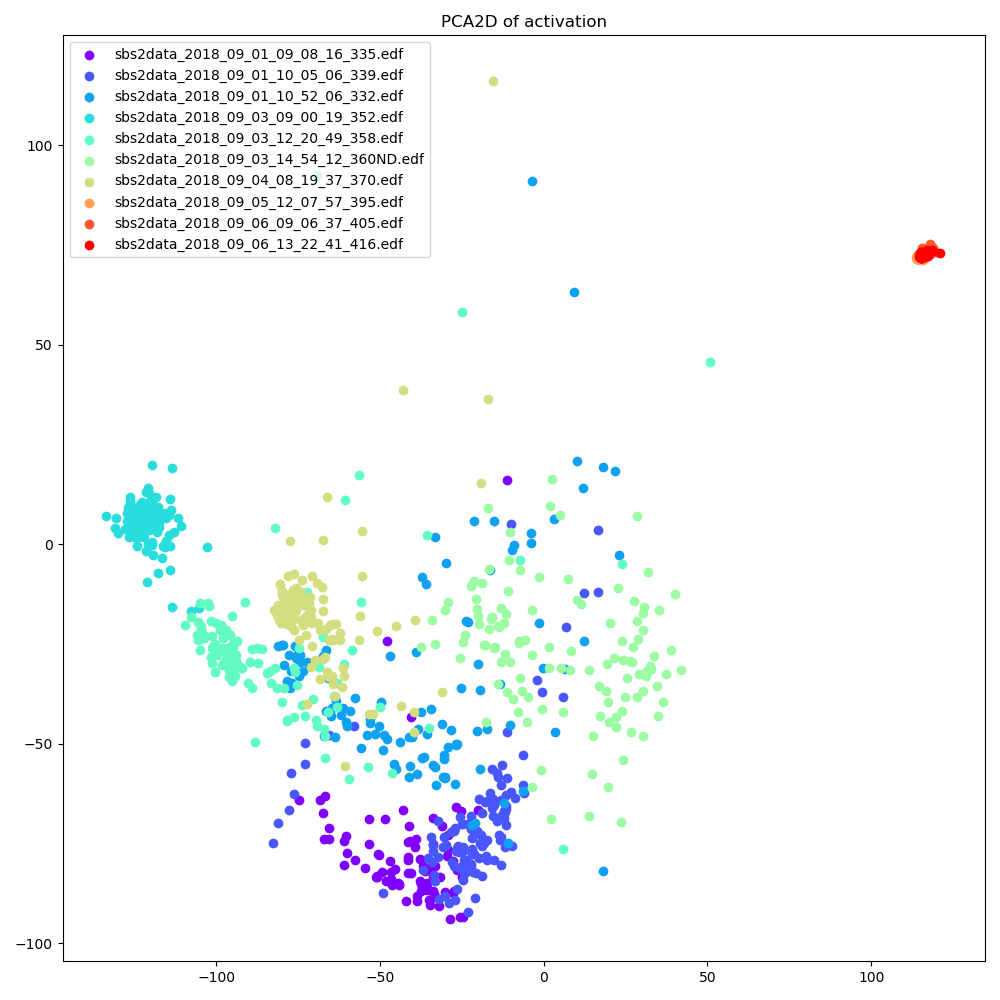 PCA2D of activation
sbs2data_2018_09_01_09_08_16_335.edf
sbs2data_2018_09_01_10_05_06_339.edf
sbs2data_2018_09_01_10_52_06_332.edf
sbs2data_2018_09_03_09_00_19_352.edf
sbs2data_2018_09_03_12_20_49_358.edf
sbs2data_2018_09_03_14_54_12_360ND.edf
sbs2data_2018_09_04_08_19_37_370.edf
sbs2data_2018_09_05_12_07_57_395.edf
sbs2data_2018_09_06_09_06_37_405.edf
sbs2data_2018_09_06_13_22_41_416.edf
100
50
0
−50
−100
−100 −50 0 50 100